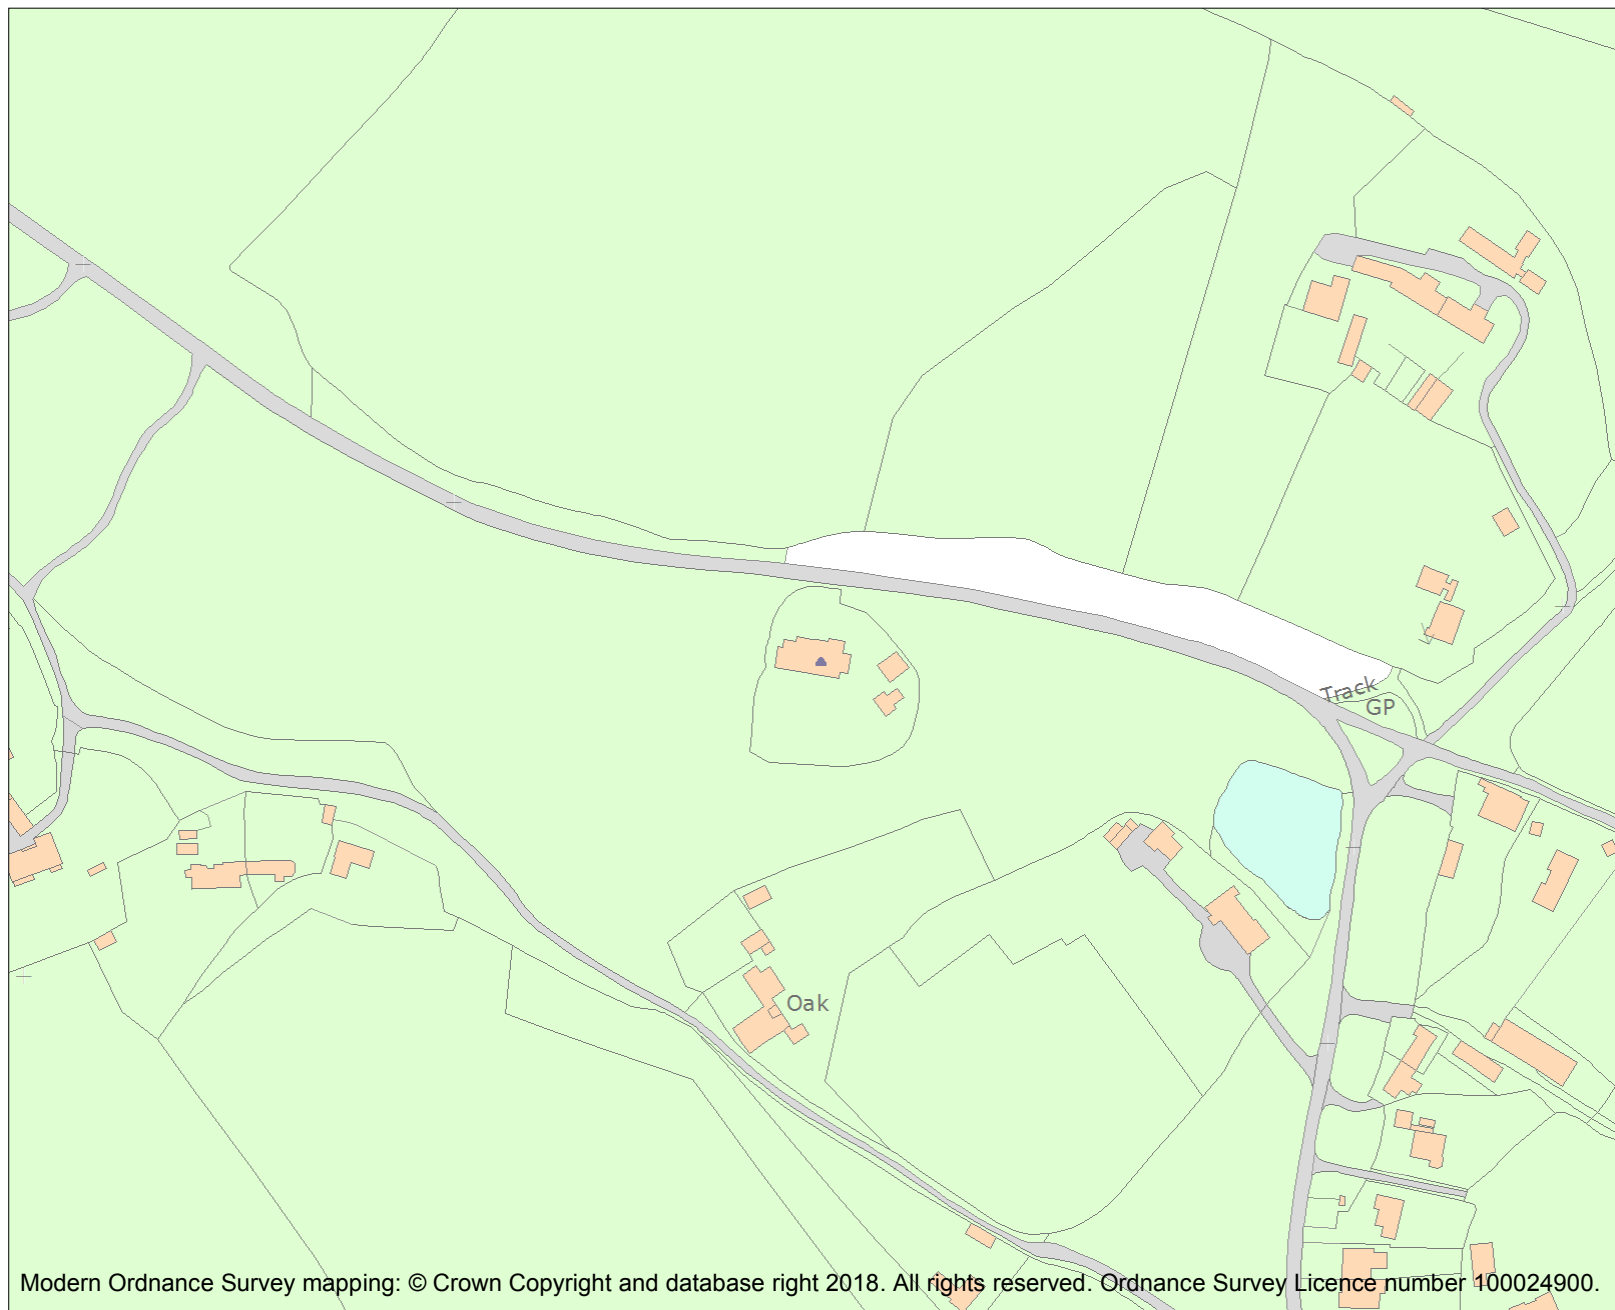 Track
GP
Oak
Modern Ordnance Survey mapping: © Crown Copyright and database right 2018. All rights reserved. Ordnance Survey Licence number 100024900.